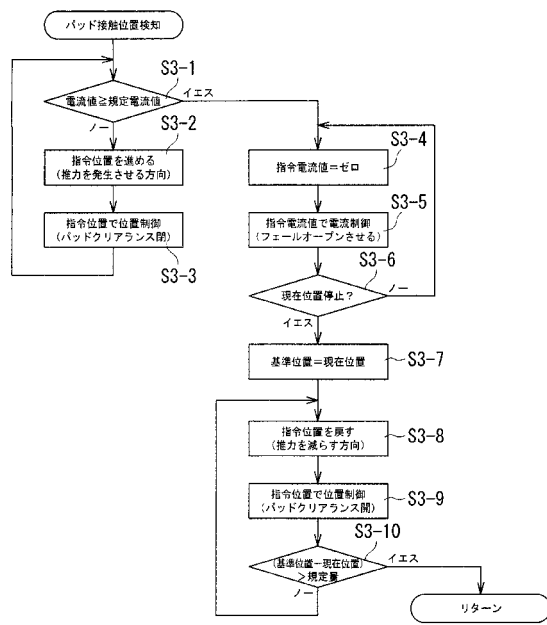 パッド接触位置検知
S3-1
電流値≧規定電流値
イエス
ノー
S3-2
指令位置を進める
(推力を発生させる方向)
指令位置で位置制御
(パッドクリアランス閉)
S3-3
S3-4
指令電流値＝ゼロ
S3-5
指令電流値で電流制御
(フェールオープンさせる)
S3-6
現在位置停止？
ノー
イエス
基準位置＝現在位置
S3-7
指令位置を戻す
(推力を減らす方向)
S3-8
指令位置で位置制御
(パッドクリアランス開)
S3-9
S3-10
(基準位置－現在位置)
＞規定量
イエス
ノー
リターン